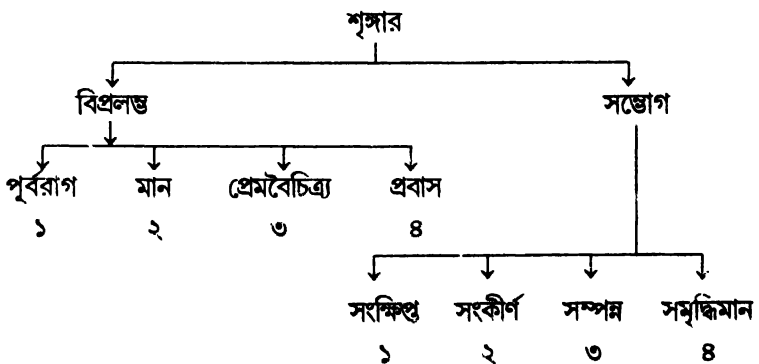 শৃঙ্গার
বিপ্রলম্ভ সম্ভোগ
পূর্বরাগ মান প্রেমবৈচিত্র্য প্রবাস
১ ২ ৩ ৪
সংক্ষিপ্ত সংকীর্ণ সম্পন্ন সমৃদ্ধিমান
১ ২ ৩ ৪